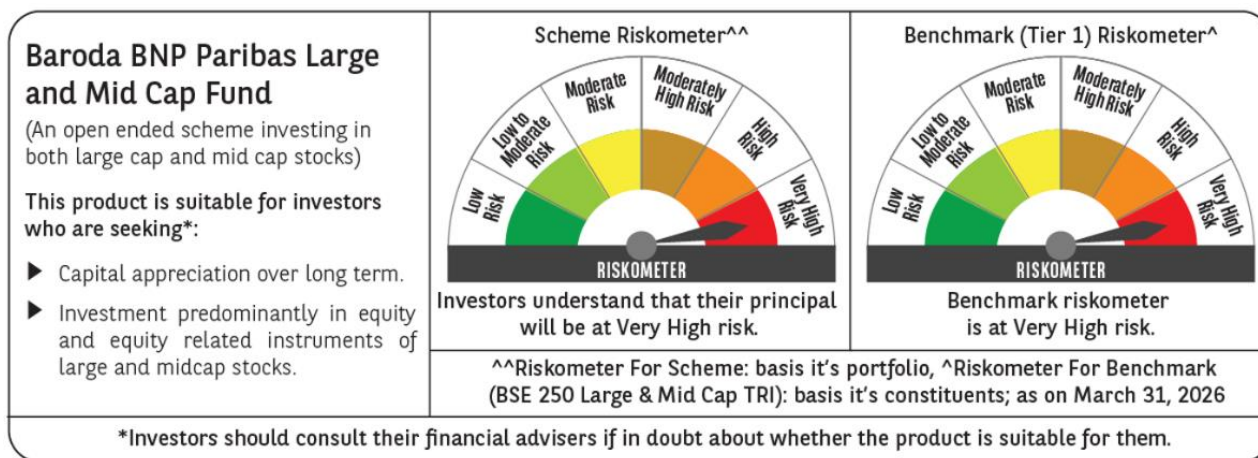 Baroda BNP Paribas Large
and Mid Cap Fund
(An open ended scheme investing in
both large cap and mid cap stocks)
This product is suitable for investors
who are seeking*:
▶ Capital appreciation over long term.
▶ Investment predominantly in equity
and equity related instruments of
large and midcap stocks.
Scheme Riskometer^^
Low
Risk
Low to
Moderate
Risk
Moderate
Risk
Moderately
High Risk
High
Risk
Very High
Risk
RISKOMETER
Investors understand that their principal
will be at Very High risk.
Benchmark (Tier 1) Riskometer^
Low
Risk
Low to
Moderate
Risk
Moderate
Risk
Moderately
High Risk
High
Risk
Very High
Risk
RISKOMETER
Benchmark riskometer
is at Very High risk.
^^Riskometer For Scheme: basis it's portfolio, ^Riskometer For Benchmark
(BSE 250 Large & Mid Cap TRI): basis it's constituents; as on March 31, 2026
*Investors should consult their financial advisers if in doubt about whether the product is suitable for them.